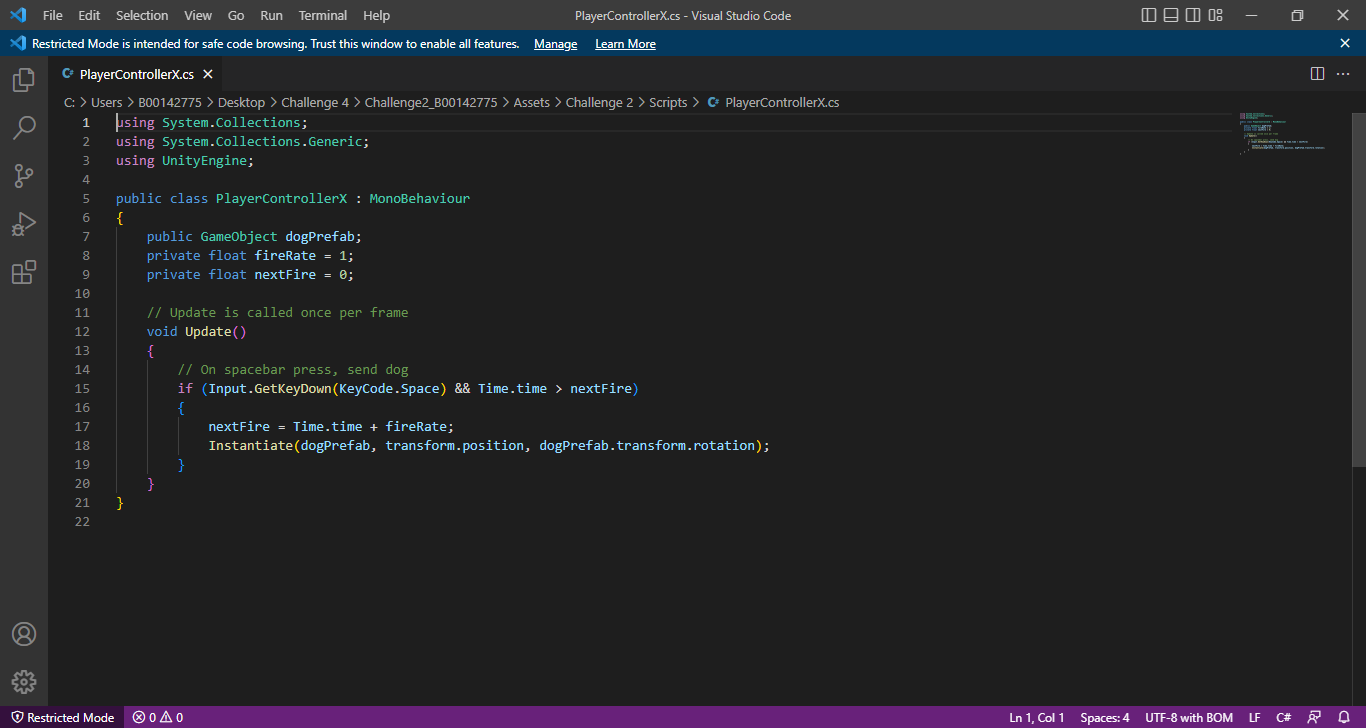 File Edit Selection View Go Run Terminal Help PlayerControllerX.cs - Visual Studio Code
Restricted Mode is intended for safe code browsing. Trust this window to enable all features. Manage Learn More
C# PlayerControllerX.cs
C: > Users > B00142775 > Desktop > Challenge 4 > Challenge2_B00142775 > Assets > Challenge 2 > Scripts > C# PlayerControllerX.cs
1 using System.Collections;
2 using System.Collections.Generic;
3 using UnityEngine;
4
5 public class PlayerControllerX : MonoBehaviour
6 {
7     public GameObject dogPrefab;
8     private float fireRate = 1;
9     private float nextFire = 0;
10
11     // Update is called once per frame
12     void Update()
13     {
14         // On spacebar press, send dog
15         if (Input.GetKeyDown(KeyCode.Space) && Time.time > nextFire)
16         {
17             nextFire = Time.time + fireRate;
18             Instantiate(dogPrefab, transform.position, dogPrefab.transform.rotation);
19         }
20     }
21 }
22
Restricted Mode 0 0 Ln 1, Col 1 Spaces: 4 UTF-8 with BOM LF C#